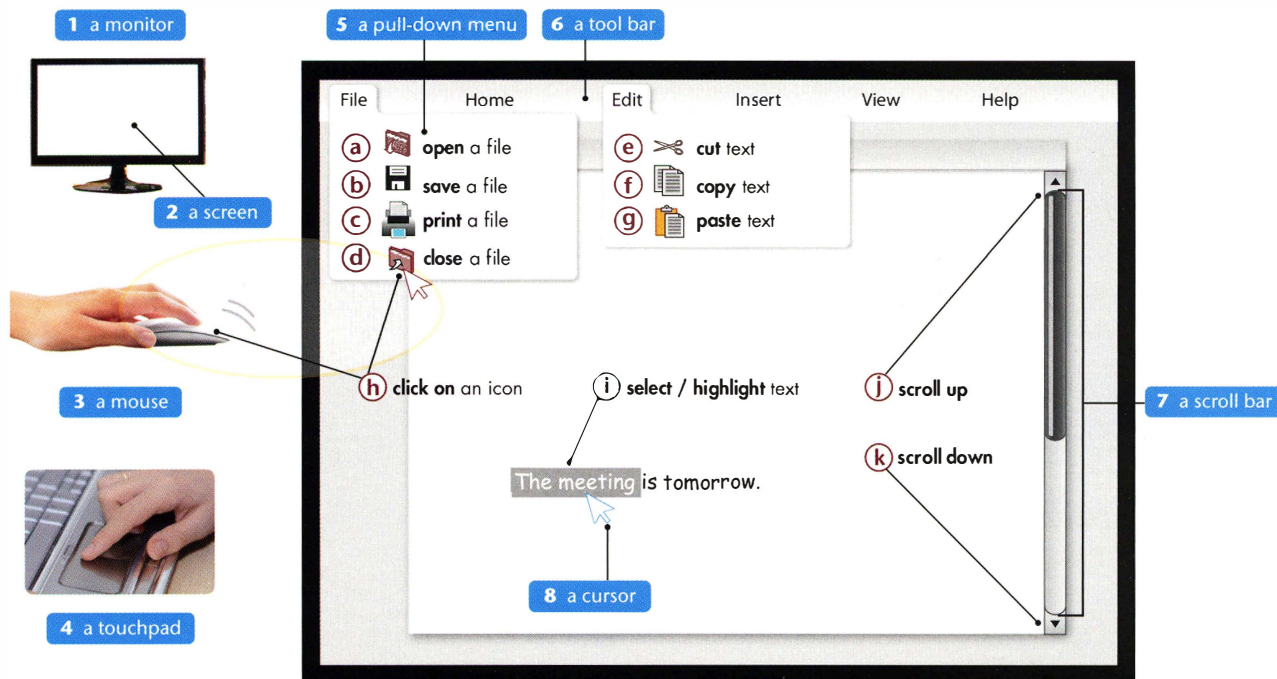 1 a monitor
5 a pull-down menu
6 a tool bar
File Home Edit Insert View Help
a open a file
b save a file
c print a file
d close a file
e cut text
f copy text
g paste text
2 a screen
3 a mouse
h click on an icon
i select / highlight text
j scroll up
7 a scroll bar
k scroll down
The meeting is tomorrow.
8 a cursor
4 a touchpad